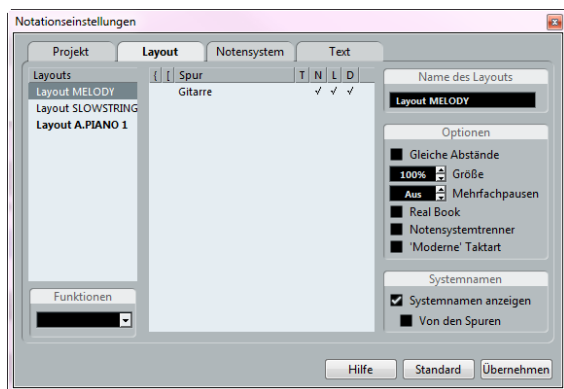 Notationseinstellungen
Projekt Layout Notensystem Text
Layouts
Layout MELODY
Layout SLOWSTRING
Layout A.PIANO 1
Funktionen
{ [ Spur T N L D
Gitarre √ √ √
Name des Layouts
Layout MELODY
Optionen
Gleiche Abstände
100% Größe
Aus Mehrfachpausen
Real Book
Notensystemtrenner
'Moderne' Taktart
Systemnamen
Systemnamen anzeigen
Von den Spuren
Hilfe Standard Übernehmen